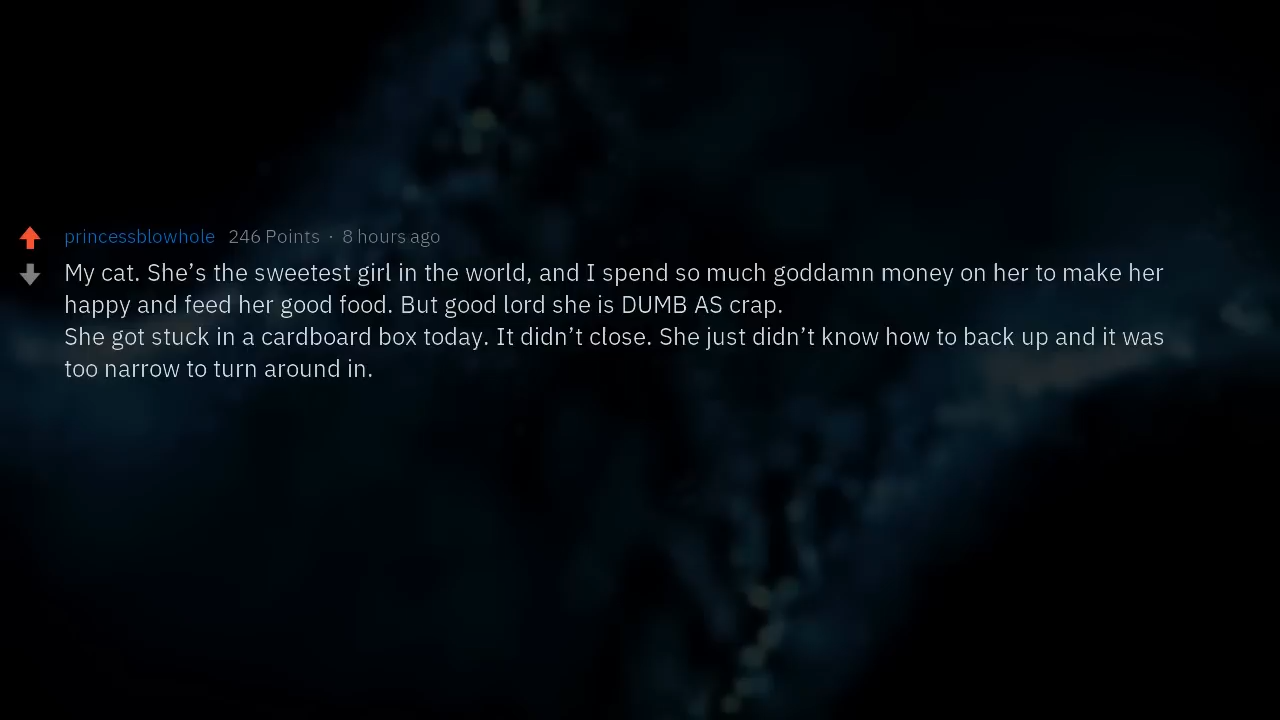 princessblowhole 246 Points · 8 hours ago
My cat. She’s the sweetest girl in the world, and I spend so much goddamn money on her to make her
happy and feed her good food. But good lord she is DUMB AS crap.
She got stuck in a cardboard box today. It didn’t close. She just didn’t know how to back up and it was
too narrow to turn around in.